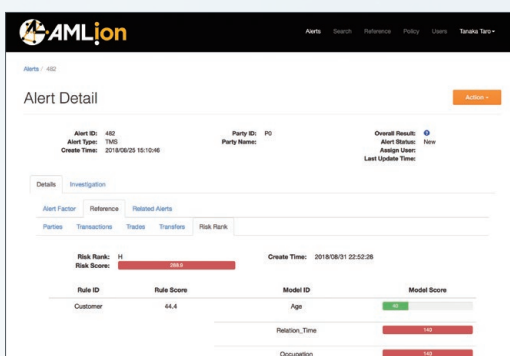 AMLion
Alerts Search Reference Policy Users Tanaka Taro
Alerts / 482
Alert Detail
Action
Alert ID: 482 Party ID: P0 Overall Result:
Alert Type: TMS Party Name: Alert Status: New
Create Time: 2018/08/25 15:10:46 Assign User:
Last Update Time:
Details Investigation
Alert Factor Reference Related Alerts
Parties Transactions Trades Transfers Risk Rank
Risk Rank: H Create Time: 2018/08/31 22:52:28
Risk Score:
Rule ID Rule Score Model ID Model Score
Customer 44.4 Age
Relation_Time 143
Occupation 143